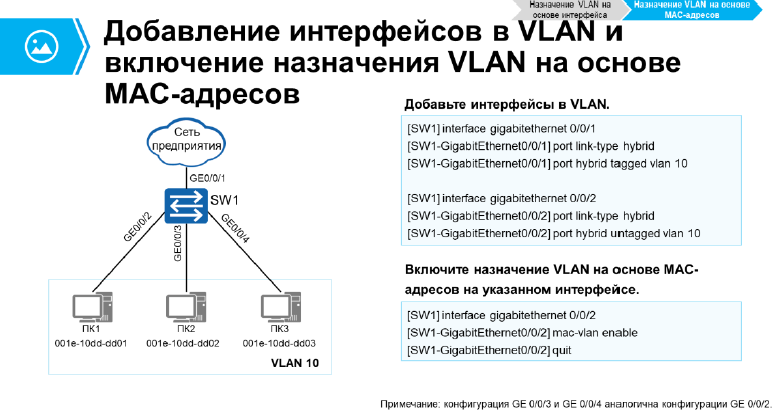 Назначение VLAN на
основе интерфейса
Назначение VLAN на основе
MAC-адресов
Добавление интерфейсов в VLAN и
включение назначения VLAN на основе
MAC-адресов
Сеть
предприятия
GE0/0/1
SW1
GE0/0/2
GE0/0/3
GE0/0/4
ПК1
ПК2
ПК3
001e-10dd-dd01
001e-10dd-dd02
001e-10dd-dd03
VLAN 10
Добавьте интерфейсы в VLAN.
[SW1] interface gigabitethernet 0/0/1
[SW1-GigabitEthernet0/0/1] port link-type hybrid
[SW1-GigabitEthernet0/0/1] port hybrid tagged vlan 10
[SW1] interface gigabitethernet 0/0/2
[SW1-GigabitEthernet0/0/2] port link-type hybrid
[SW1-GigabitEthernet0/0/2] port hybrid untagged vlan 10
Включите назначение VLAN на основе MAC-
адресов на указанном интерфейсе.
[SW1] interface gigabitethernet 0/0/2
[SW1-GigabitEthernet0/0/2] mac-vlan enable
[SW1-GigabitEthernet0/0/2] quit
Примечание: конфигурация GE 0/0/3 и GE 0/0/4 аналогична конфигурации GE 0/0/2.